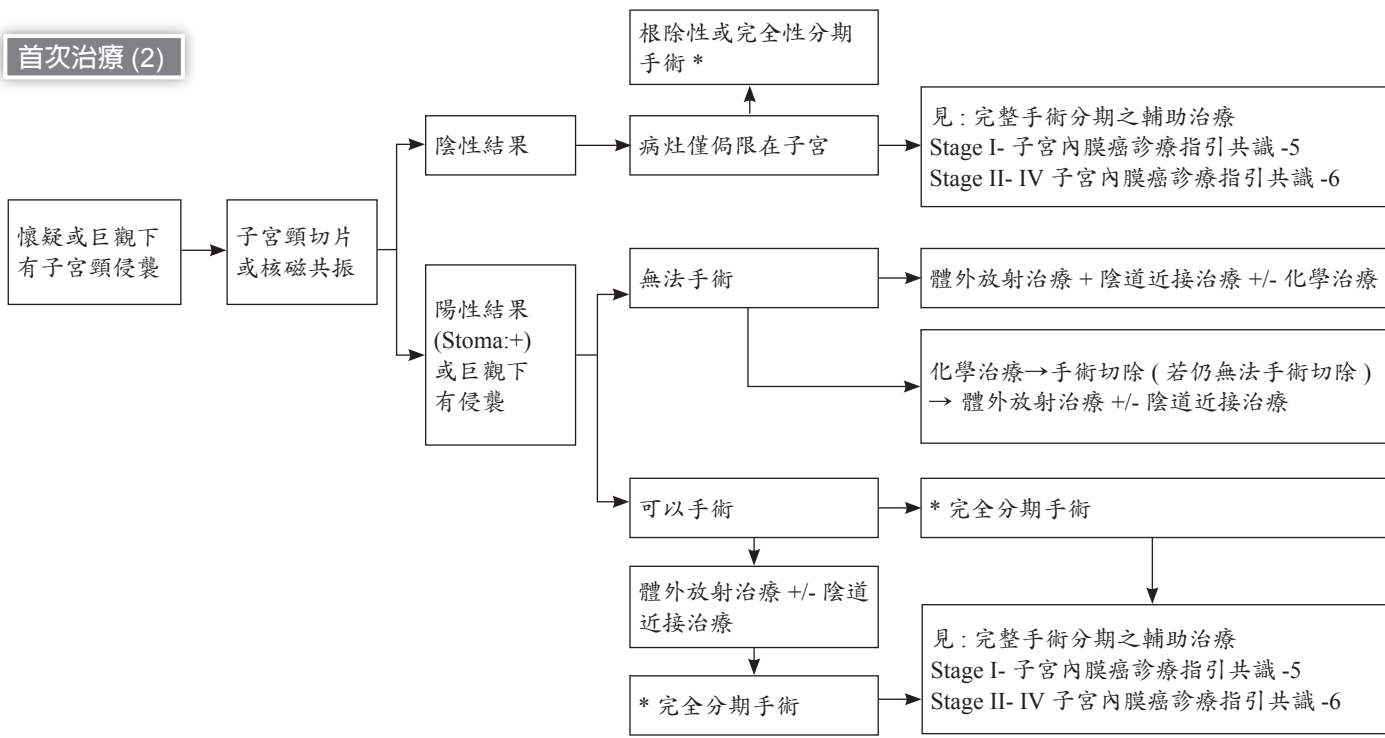 首次治療 (2)
根除性或完全性分期
手術 *
懷疑或巨觀下
有子宮頸侵襲
子宮頸切片
或核磁共振
陰性結果
病灶僅侷限在子宮
見 : 完整手術分期之輔助治療
Stage I- 子宮內膜癌診療指引共識 -5
Stage II- IV 子宮內膜癌診療指引共識 -6
陽性結果
(Stoma:+)
或巨觀下
有侵襲
無法手術
體外放射治療 + 陰道近接治療 +/- 化學治療
化學治療→手術切除 ( 若仍無法手術切除 )
→ 體外放射治療 +/- 陰道近接治療
可以手術
* 完全分期手術
體外放射治療 +/- 陰道
近接治療
* 完全分期手術
見 : 完整手術分期之輔助治療
Stage I- 子宮內膜癌診療指引共識 -5
Stage II- IV 子宮內膜癌診療指引共識 -6